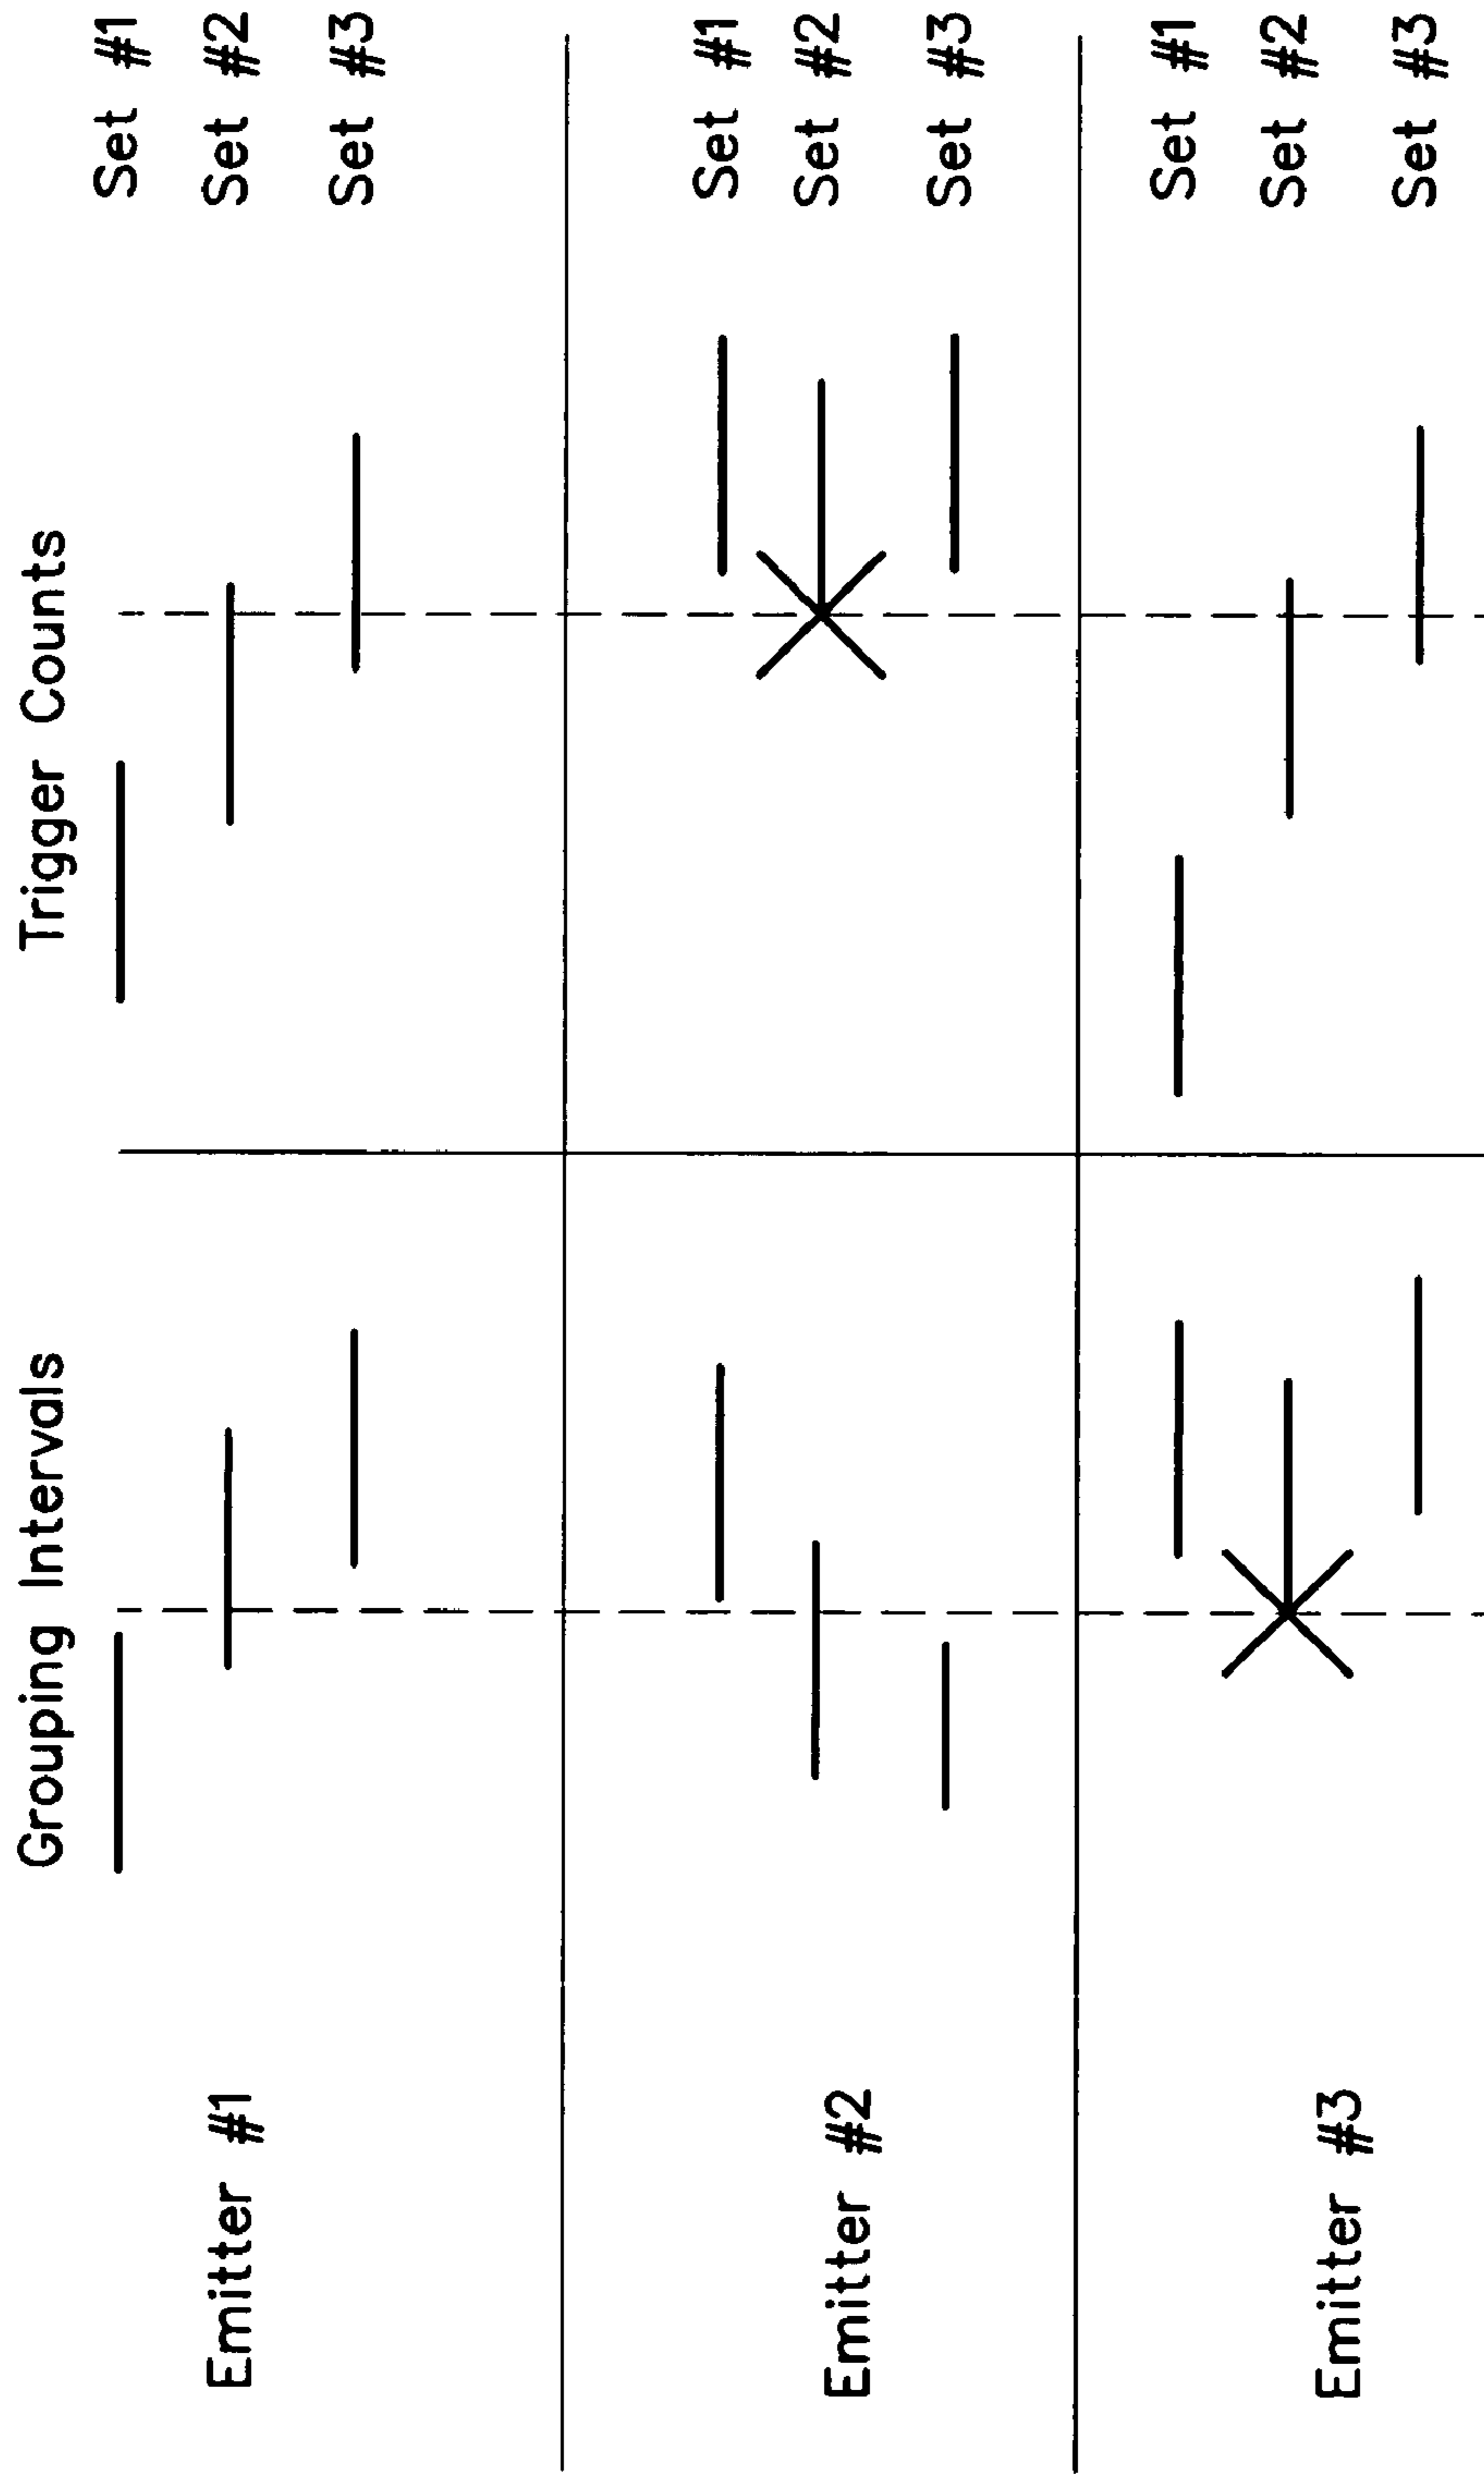 Grouping Intervals
Trigger Counts
Emitter #1
Set #1
Set #2
Set #3
Emitter #2
Set #1
Set #2
Set #3
Emitter #3
Set #1
Set #2
Set #3